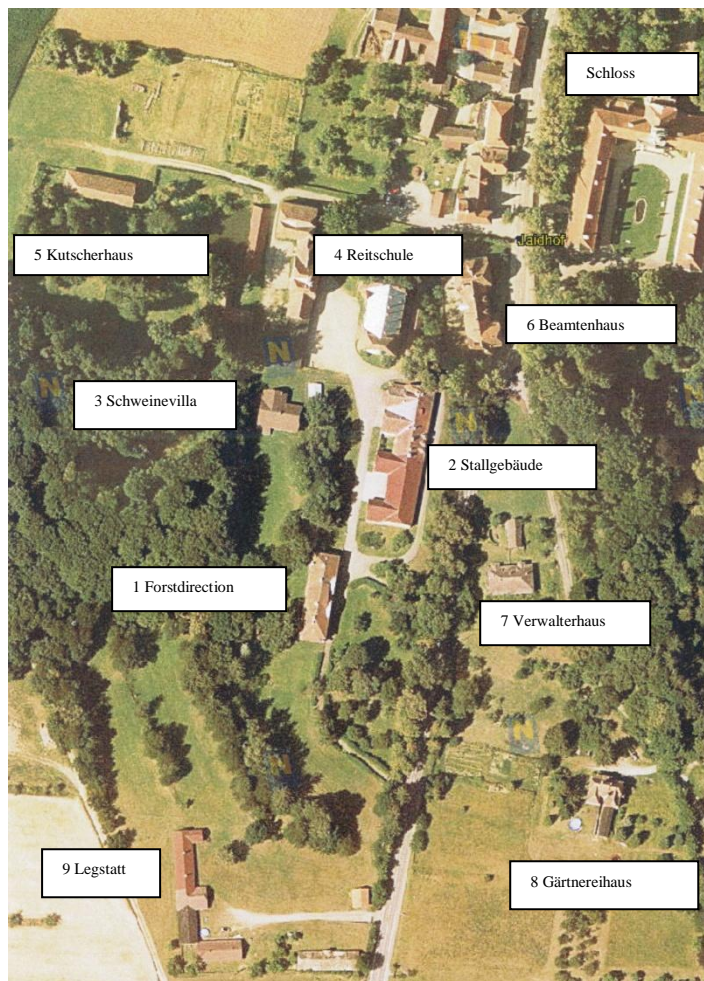 Schloss
Jaidhof
5 Kutscherhaus
4 Reitschule
6 Beamtenhaus
N
N
N
3 Schweinevilla
N
2 Stallgebäude
1 Forstdirection
7 Verwalterhaus
N
N
9 Legstatt
8 Gärtnereihaus